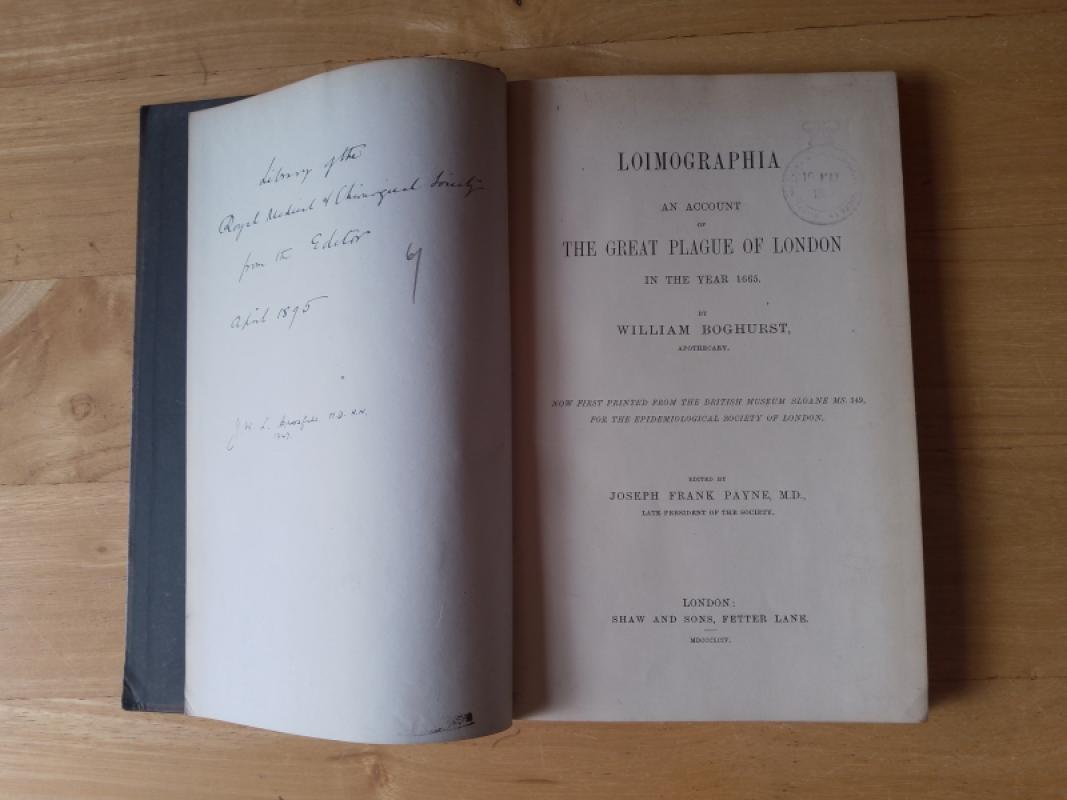 Library of the
Royal Medical & Chirurgical Society
from the Editor
April 1895
J. W. L.
LOIMOGRAPHIA
AN ACCOUNT
OF
THE GREAT PLAGUE OF LONDON
IN THE YEAR 1665.
BY
WILLIAM BOGHURST,
APOTHECARY.
NOW FIRST PRINTED FROM THE BRITISH MUSEUM SLOANE MS. 349,
FOR THE EPIDEMIOLOGICAL SOCIETY OF LONDON.
EDITED BY
JOSEPH FRANK PAYNE, M.D.,
LATE PRESIDENT OF THE SOCIETY.
LONDON:
SHAW AND SONS, FETTER LANE.